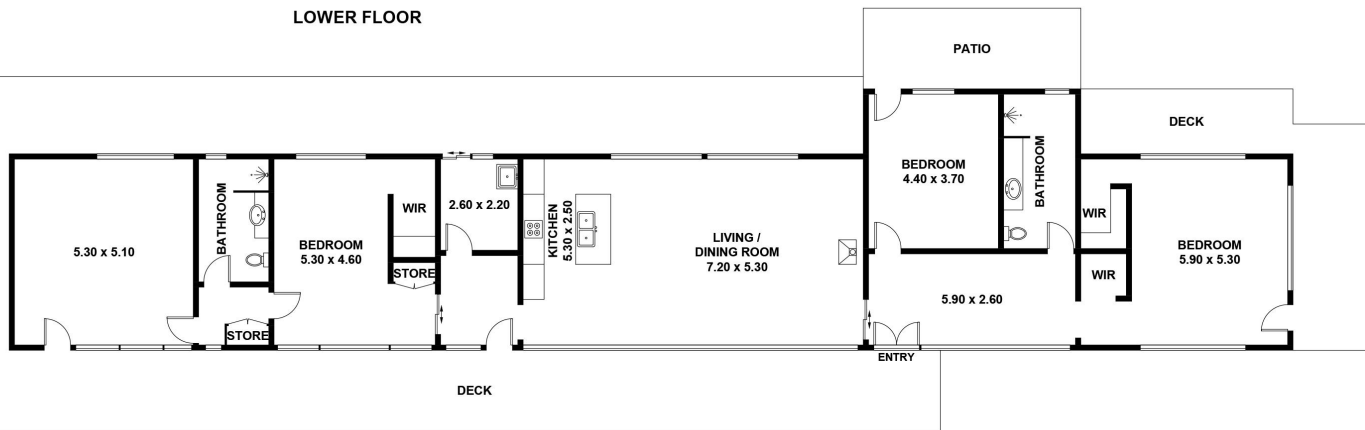 LOWER FLOOR
PATIO
DECK
5.30 x 5.10
BATHROOM
STORE
BEDROOM
5.30 x 4.60
WIR
STORE
2.60 x 2.20
KITCHEN
5.30 x 2.50
LIVING /
DINING ROOM
7.20 x 5.30
BEDROOM
4.40 x 3.70
BATHROOM
5.90 x 2.60
ENTRY
WIR
WIR
BEDROOM
5.90 x 5.30
DECK